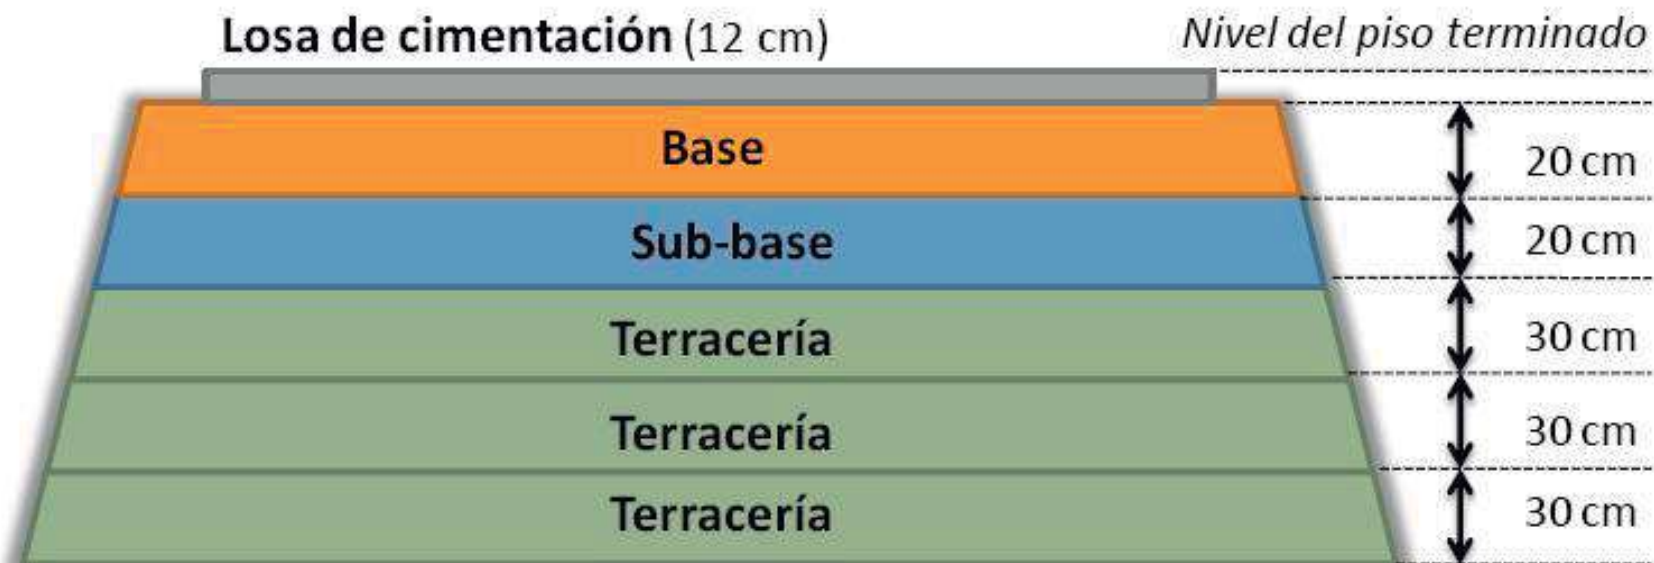 Losa de cimentación (12 cm)
Nivel del piso terminado
Base
20 cm
Sub-base
20 cm
Terracería
30 cm
Terracería
30 cm
Terracería
30 cm